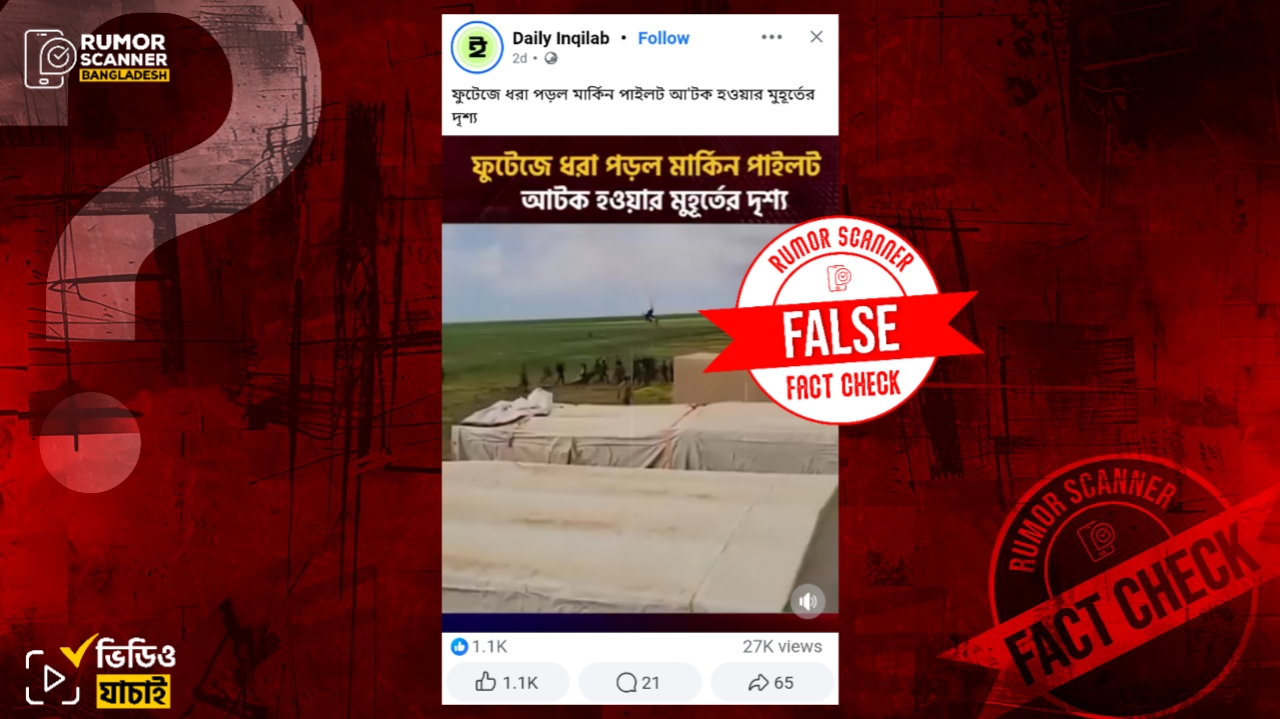 RUMOR
SCANNER
BANGLADESH
Daily Inqilab • Follow
2d
ফুটেজে ধরা পড়ল মার্কিন পাইলট আ'টক হওয়ার মুহূর্তের
দৃশ্য
ফুটেজে ধরা পড়ল মার্কিন পাইলট
আটক হওয়ার মুহূর্তের দৃশ্য
RUMOR SCANNER
FALSE
FACT CHECK
RUMOR SCANNER
FACT CHECK
1.1K
27K views
1.1K
21
65
ভিডিও
যাচাই